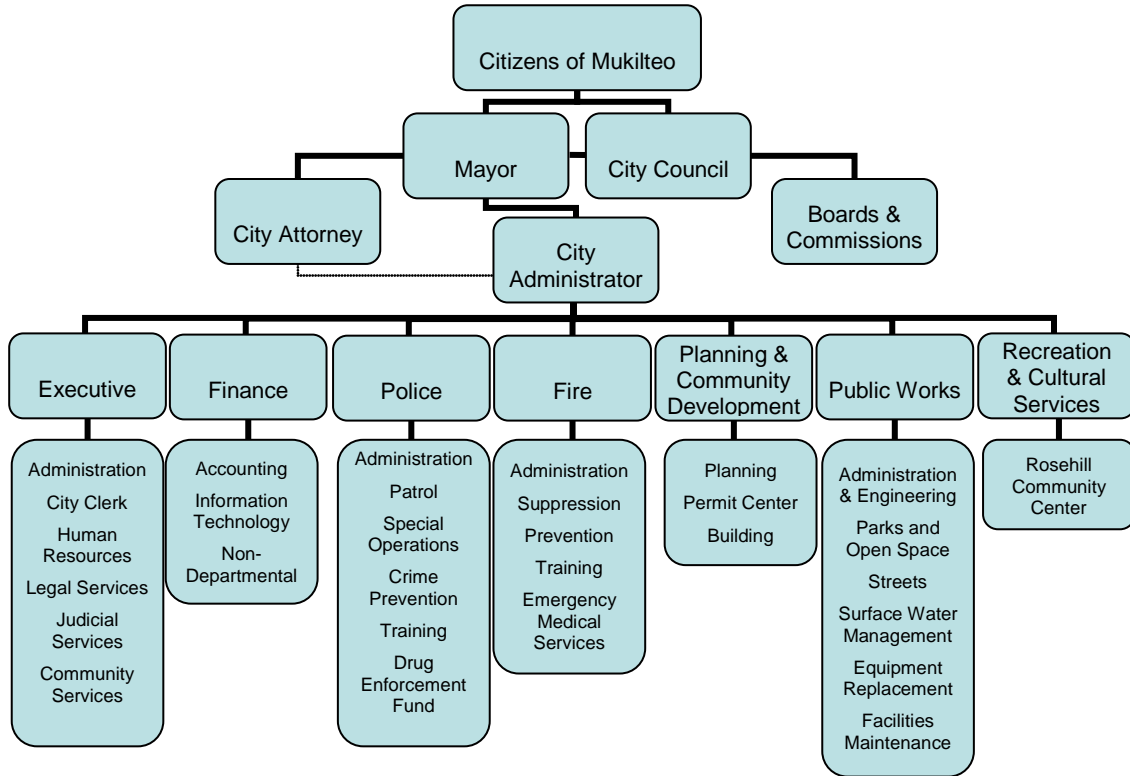 Citizens of Mukilteo
Mayor
City Council
City Attorney
Boards &
Commissions
City
Administrator
Executive
Finance
Police
Fire
Planning &
Community
Development
Public Works
Recreation
& Cultural
Services
Administration
City Clerk
Human
Resources
Legal Services
Judicial
Services
Community
Services
Accounting
Information
Technology
Non-
Departmental
Administration
Patrol
Special
Operations
Crime
Prevention
Training
Drug
Enforcement
Fund
Administration
Suppression
Prevention
Training
Emergency
Medical
Services
Planning
Permit Center
Building
Administration
& Engineering
Parks and
Open Space
Streets
Surface Water
Management
Equipment
Replacement
Facilities
Maintenance
Rosehill
Community
Center